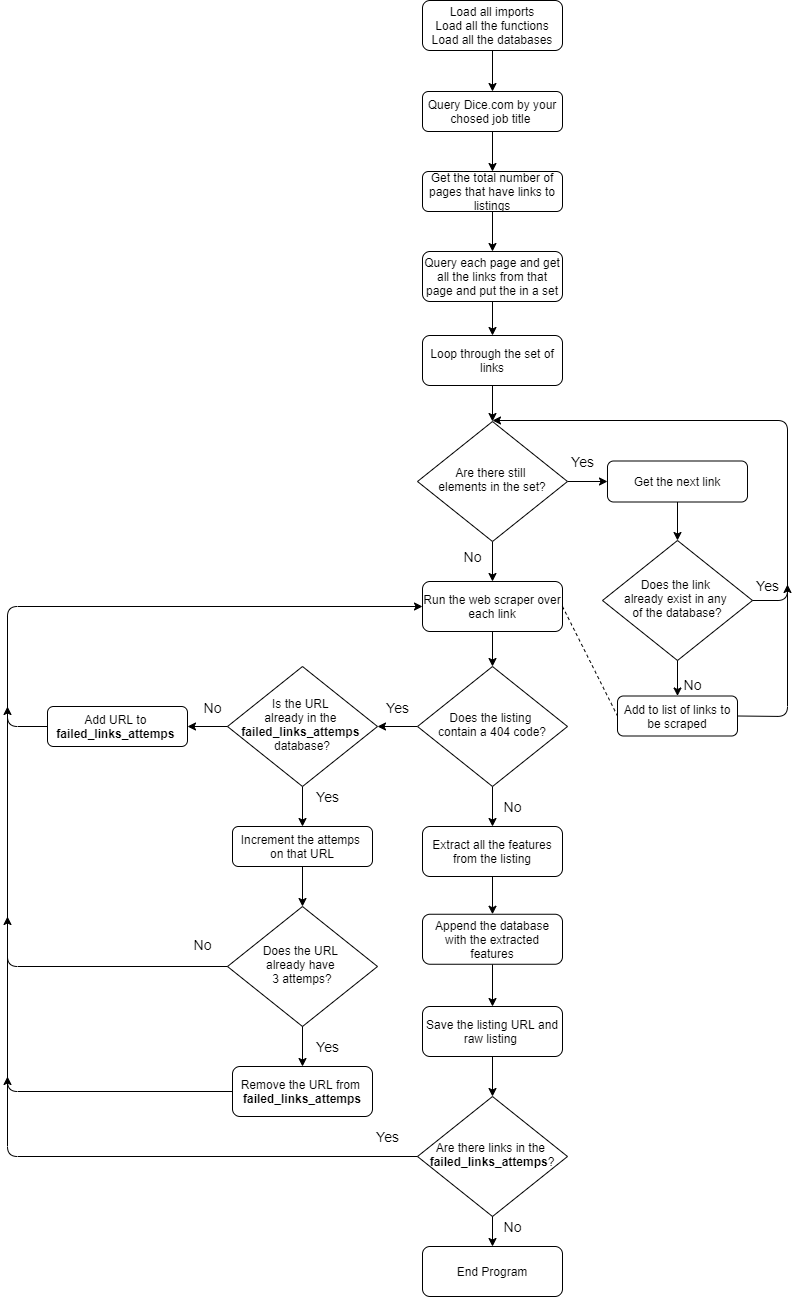 Load all imports
Load all the functions
Load all the databases
Query Dice.com by your
chosed job title
Get the total number of
pages that have links to
listings
Query each page and get
all the links from that
page and put the in a set
Loop through the set of
links
Are there still
elements in the set?
Yes
Get the next link
No
Does the link
already exist in any
of the database?
Yes
Run the web scraper over
each link
No
Add to list of links to
be scraped
Add URL to
failed_links_attemps
No
Is the URL
already in the
failed_links_attemps
database?
Yes
Does the listing
contain a 404 code?
Yes
No
Increment the attemps
on that URL
Extract all the features
from the listing
Append the database
with the extracted
features
No
Does the URL
already have
3 attemps?
Save the listing URL and
raw listing
Yes
Remove the URL from
failed_links_attemps
Yes
Are there links in the
failed_links_attemps?
No
End Program